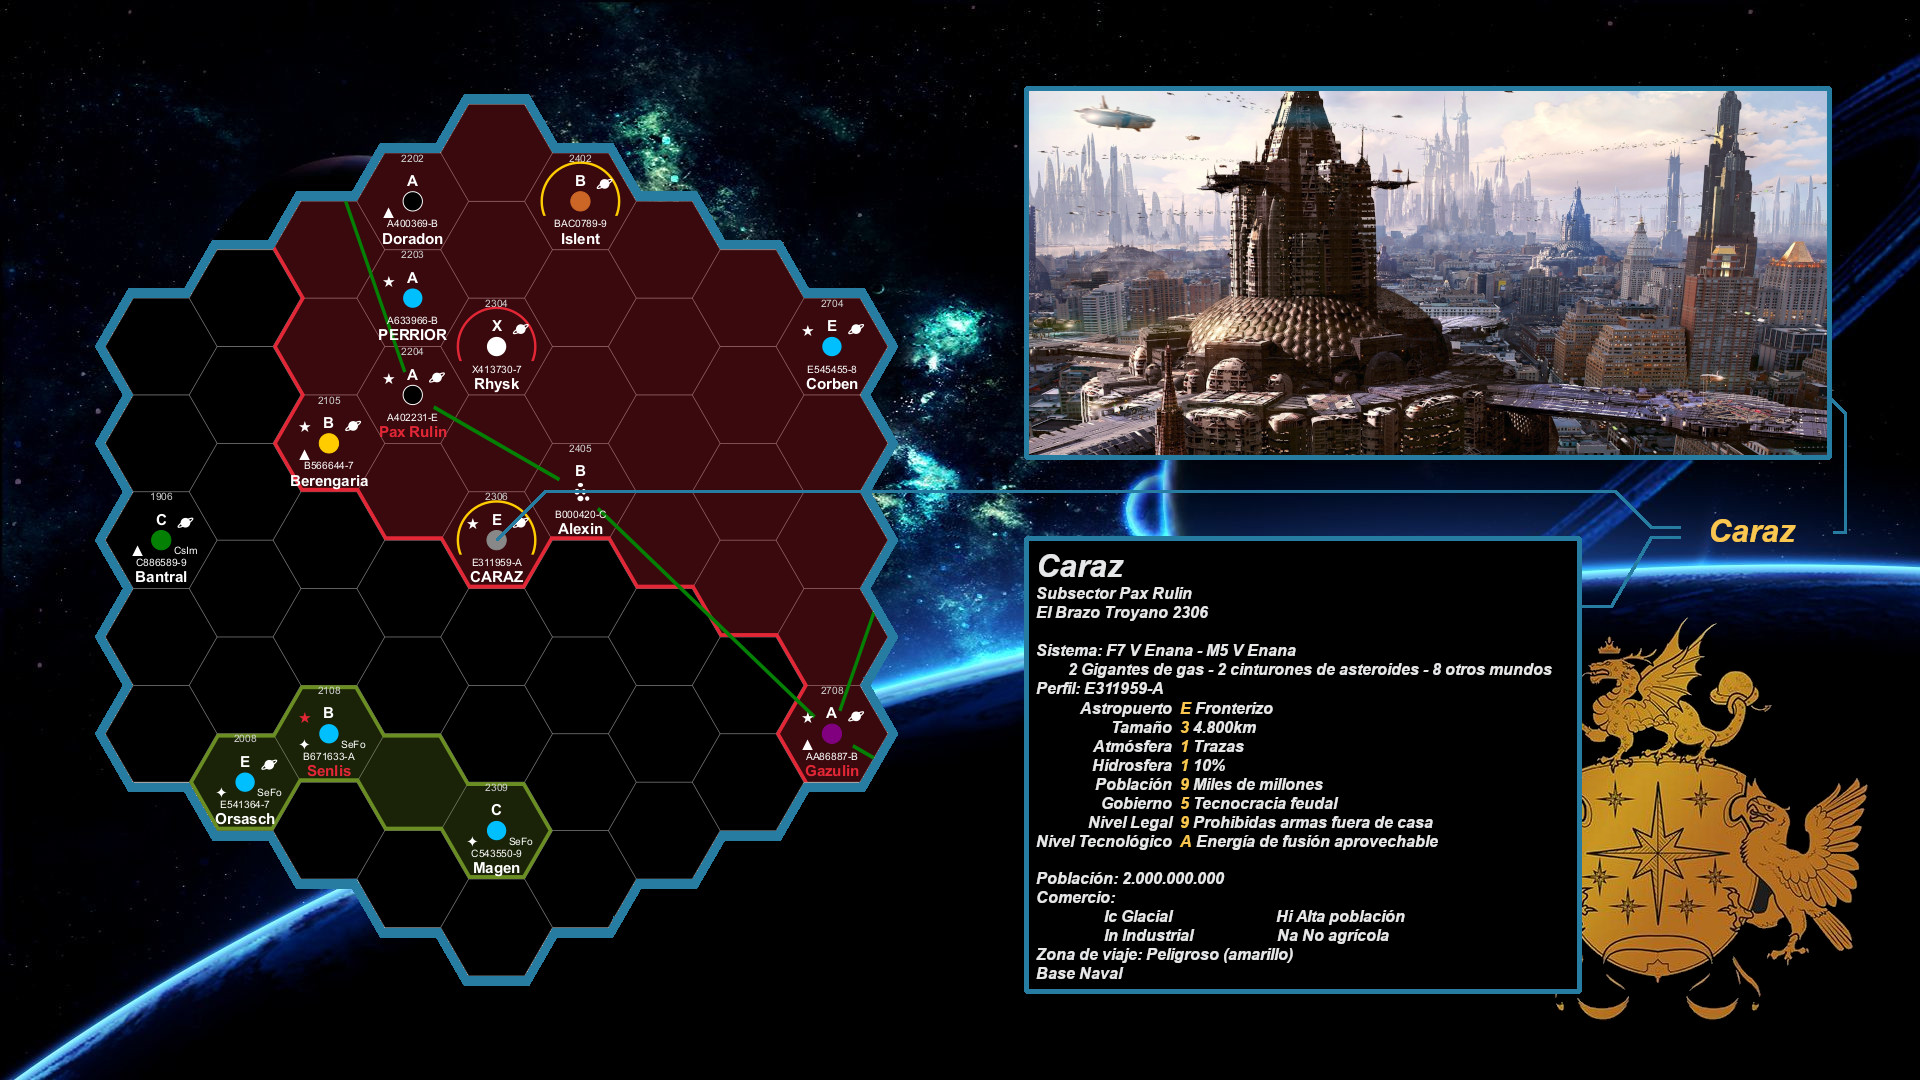 2202
A
A400369-B
Doradon
2402
B
BAC0789-9
Islent
2203
A
A633966-B
PERRIOR
2304
X
X413730-7
Rhysk
2704
E
E545455-8
Corben
2204
A
A402231-E
Pax Rulin
2105
B
B566644-7
Berengaria
2405
B
B000420-C
Alexin
1906
C
CsIm
C886589-9
Bantral
2306
E
E311959-A
CARAZ
2108
B
SeFo
B671633-A
Senlis
2708
A
AA86887-B
Gazulin
2008
E
SeFo
E541364-7
Orsasch
2309
C
SeFo
C543550-9
Magen
Caraz
Caraz
Subsector Pax Rulin
El Brazo Troyano 2306
Sistema: F7 V Enana - M5 V Enana
2 Gigantes de gas - 2 cinturones de asteroides - 8 otros mundos
Perfil: E311959-A
Astropuerto E Fronterizo
Tamaño 3 4.800km
Atmósfera 1 Trazas
Hidrosfera 1 10%
Población 9 Miles de millones
Gobierno 5 Tecnocracia feudal
Nivel Legal 9 Prohibidas armas fuera de casa
Nivel Tecnológico A Energía de fusión aprovechable
Población: 2.000.000.000
Comercio:
Ic Glacial Hi Alta población
In Industrial Na No agrícola
Zona de viaje: Peligroso (amarillo)
Base Naval